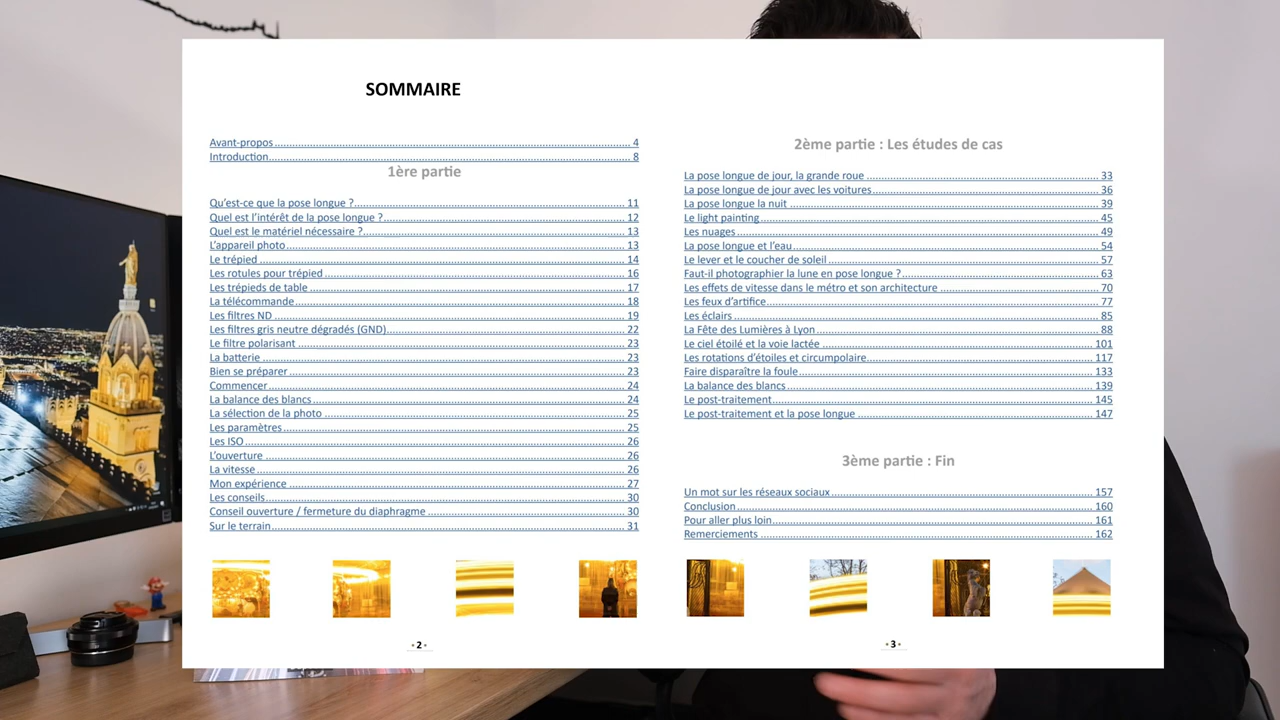 SOMMAIRE
Avant-propos 4
Introduction 8
1ère partie
Qu'est-ce que la pose longue ? 11
Quel est l'intérêt de la pose longue ? 12
Quel est le matériel nécessaire ? 13
L'appareil photo 13
Le trépied 14
Les rotules pour trépied 16
Les trépieds de table 17
La télécommande 18
Les filtres ND 19
Les filtres gris neutre dégradés (GND) 22
Le filtre polarisant 23
La batterie 23
Bien se préparer 23
Commencer 24
La balance des blancs 24
La sélection de la photo 25
Les paramètres 25
Les ISO 26
L'ouverture 26
La vitesse 26
Mon expérience 27
Les conseils 30
Conseil ouverture / fermeture du diaphragme 30
Sur le terrain 31
• 2 •
2ème partie : Les études de cas
La pose longue de jour, la grande roue 33
La pose longue de jour avec les voitures 36
La pose longue la nuit 39
Le light painting 45
Les nuages 49
La pose longue et l'eau 54
Le lever et le coucher de soleil 57
Faut-il photographier la lune en pose longue ? 63
Les effets de vitesse dans le métro et son architecture 70
Les feux d'artifice 77
Les éclairs 85
La Fête des Lumières à Lyon 88
Le ciel étoilé et la voie lactée 101
Les rotations d'étoiles et circumpolaire 117
Faire disparaître la foule 133
La balance des blancs 139
Le post-traitement 145
Le post-traitement et la pose longue 147
3ème partie : Fin
Un mot sur les réseaux sociaux 157
Conclusion 160
Pour aller plus loin 161
Remerciements 162
• 3 •